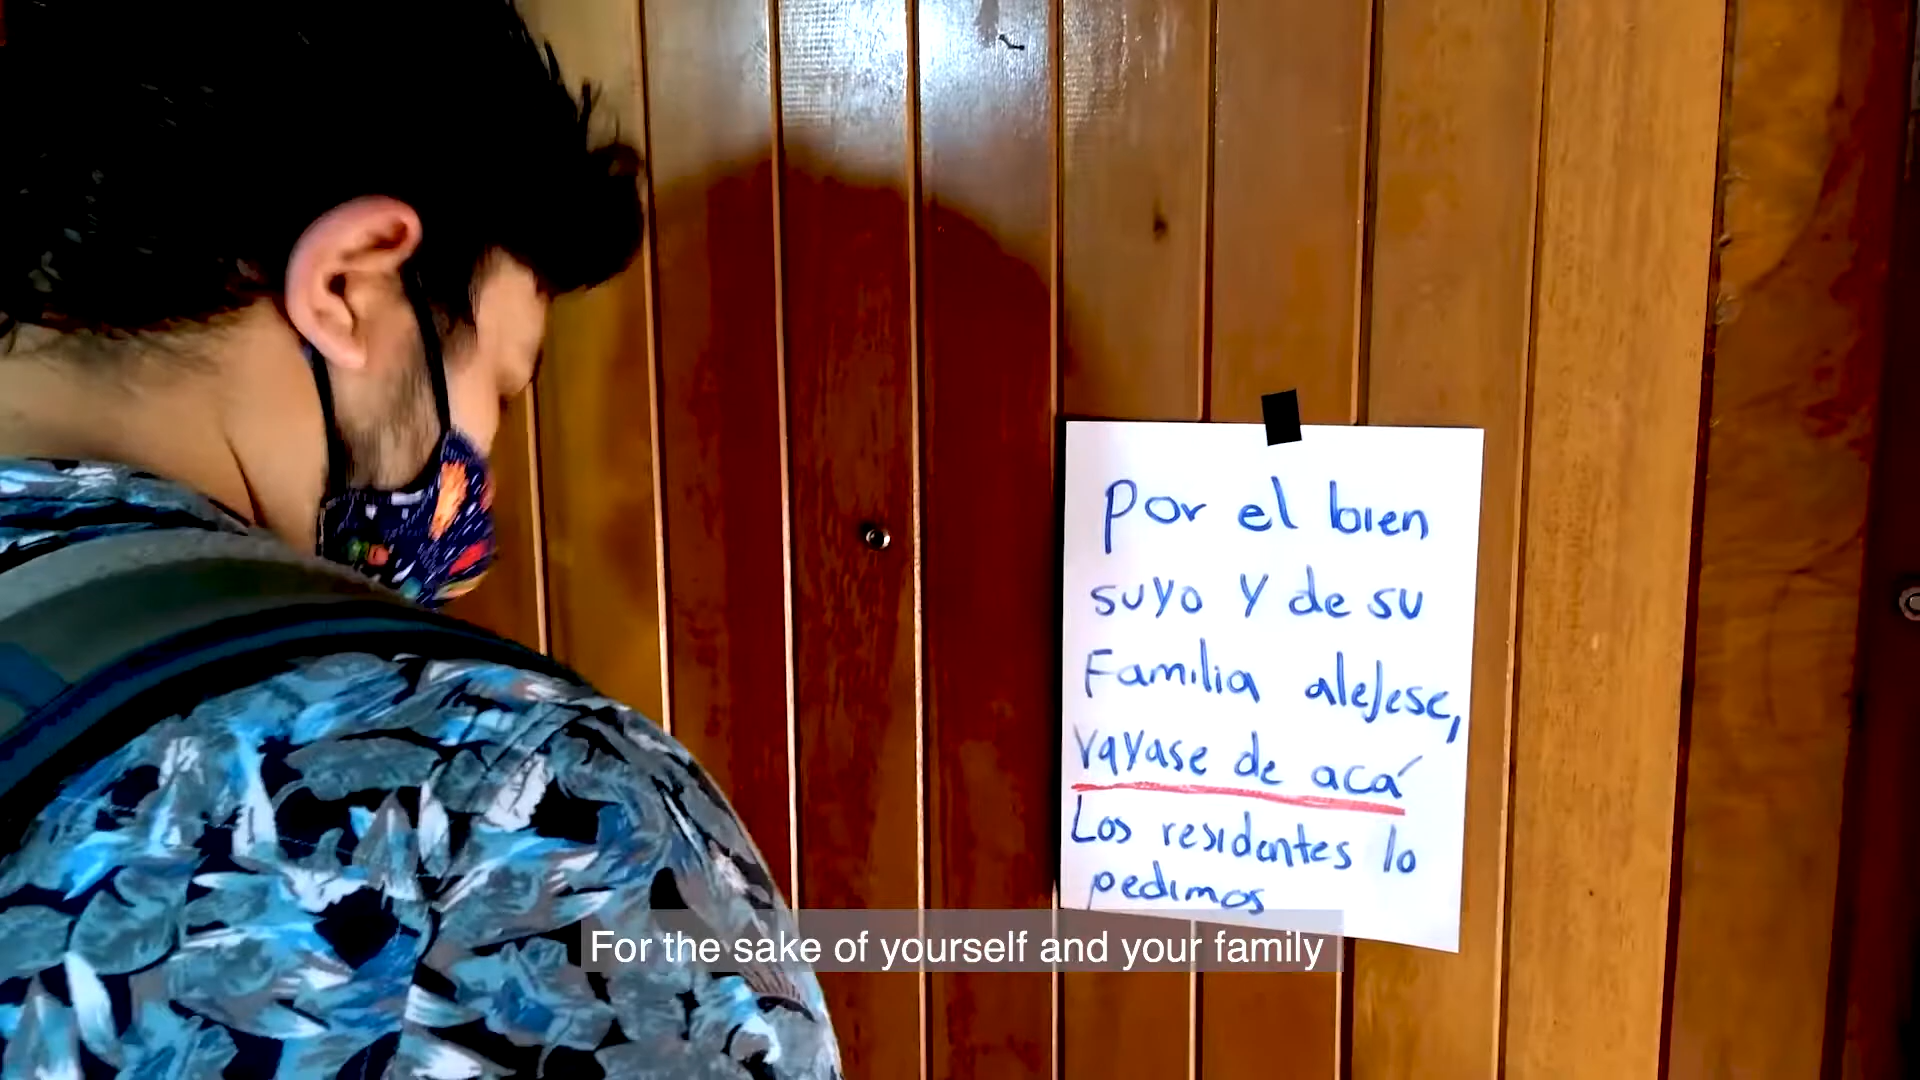 Por el bien
suyo y de su
Familia aleJese,
vayase de acá
Los residentes lo
pedimos
For the sake of yourself and your family